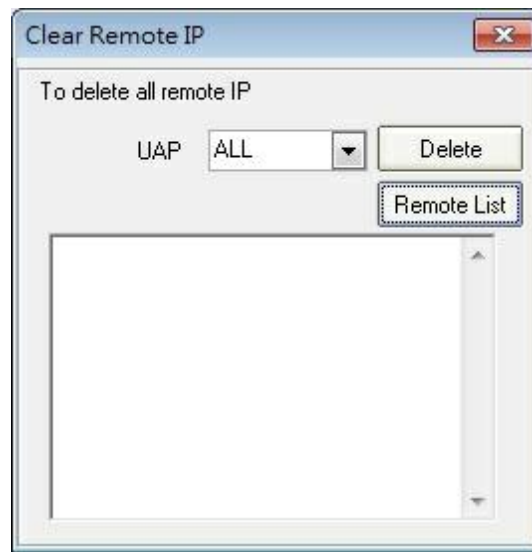 Clear Remote IP
To delete all remote IP
UAP ALL Delete
Remote List